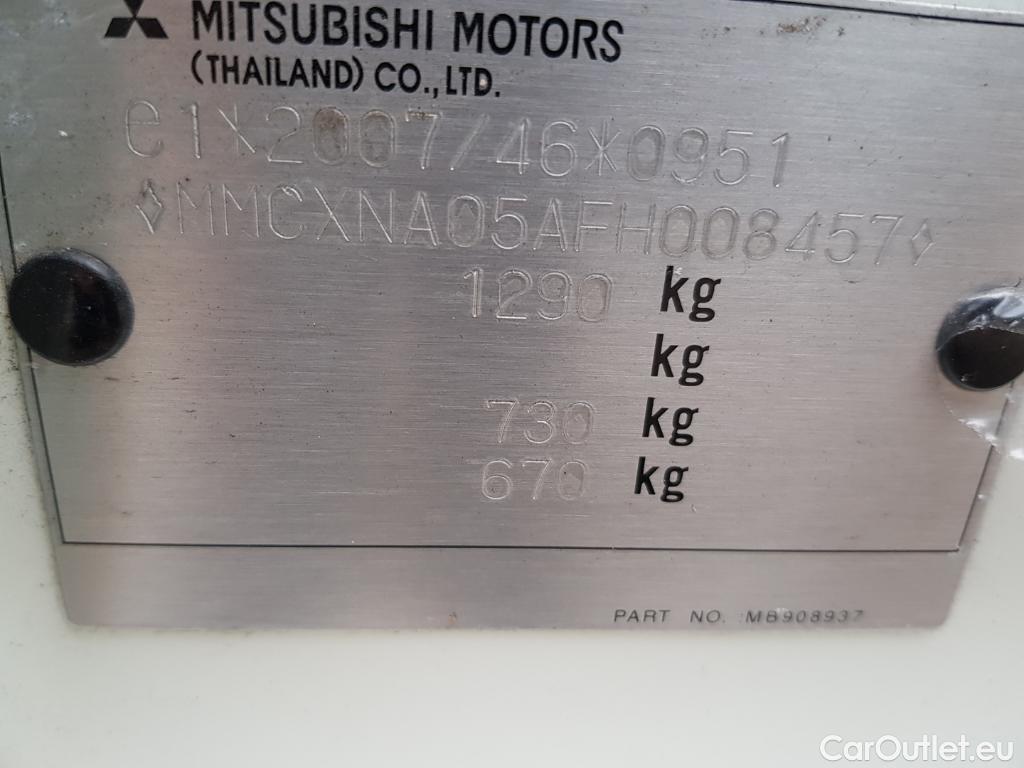 MITSUBISHI MOTORS
(THAILAND) CO., LTD.
e1*2007/46*0951
◊MMCXNA05AFH008457◊
1290 kg
kg
730 kg
670 kg
PART NO. MB908937
CarOutlet.eu